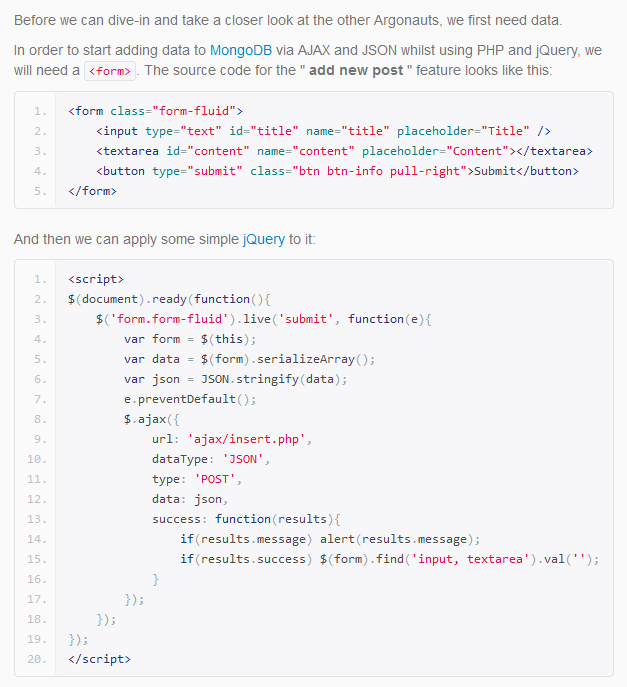 Before we can dive-in and take a closer look at the other Argonauts, we first need data.
In order to start adding data to MongoDB via AJAX and JSON whilst using PHP and jQuery, we
will need a <form> . The source code for the " add new post " feature looks like this:
1. <form class="form-fluid">
2.     <input type="text" id="title" name="title" placeholder="Title" />
3.     <textarea id="content" name="content" placeholder="Content"></textarea>
4.     <button type="submit" class="btn btn-info pull-right">Submit</button>
5. </form>
And then we can apply some simple jQuery to it:
1. <script>
2. $(document).ready(function(){
3.     $('form.form-fluid').live('submit', function(e){
4.         var form = $(this);
5.         var data = $(form).serializeArray();
6.         var json = JSON.stringify(data);
7.         e.preventDefault();
8.         $.ajax({
9.             url: 'ajax/insert.php',
10.             dataType: 'JSON',
11.             type: 'POST',
12.             data: json,
13.             success: function(results){
14.                 if(results.message) alert(results.message);
15.                 if(results.success) $(form).find('input, textarea').val('');
16.             }
17.         });
18.     });
19. });
20. </script>